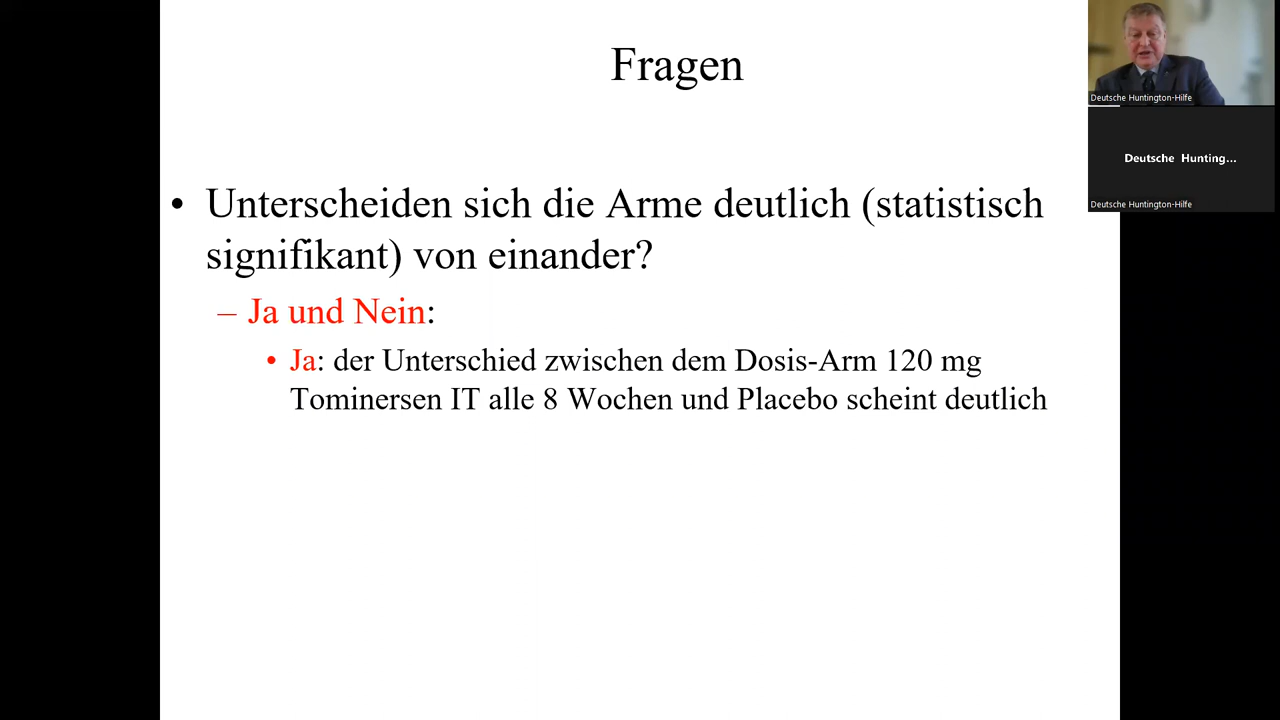 Fragen
• Unterscheiden sich die Arme deutlich (statistisch
signifikant) von einander?
– Ja und Nein:
• Ja: der Unterschied zwischen dem Dosis-Arm 120 mg
Tominersen IT alle 8 Wochen und Placebo scheint deutlich
Deutsche Huntington-Hilfe
Deutsche Hunting...
Deutsche Huntington-Hilfe